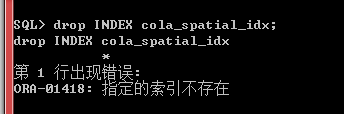 SQL> drop INDEX cola_spatial_idx;
drop INDEX cola_spatial_idx
*
第 1 行出现错误:
ORA-01418: 指定的索引不存在